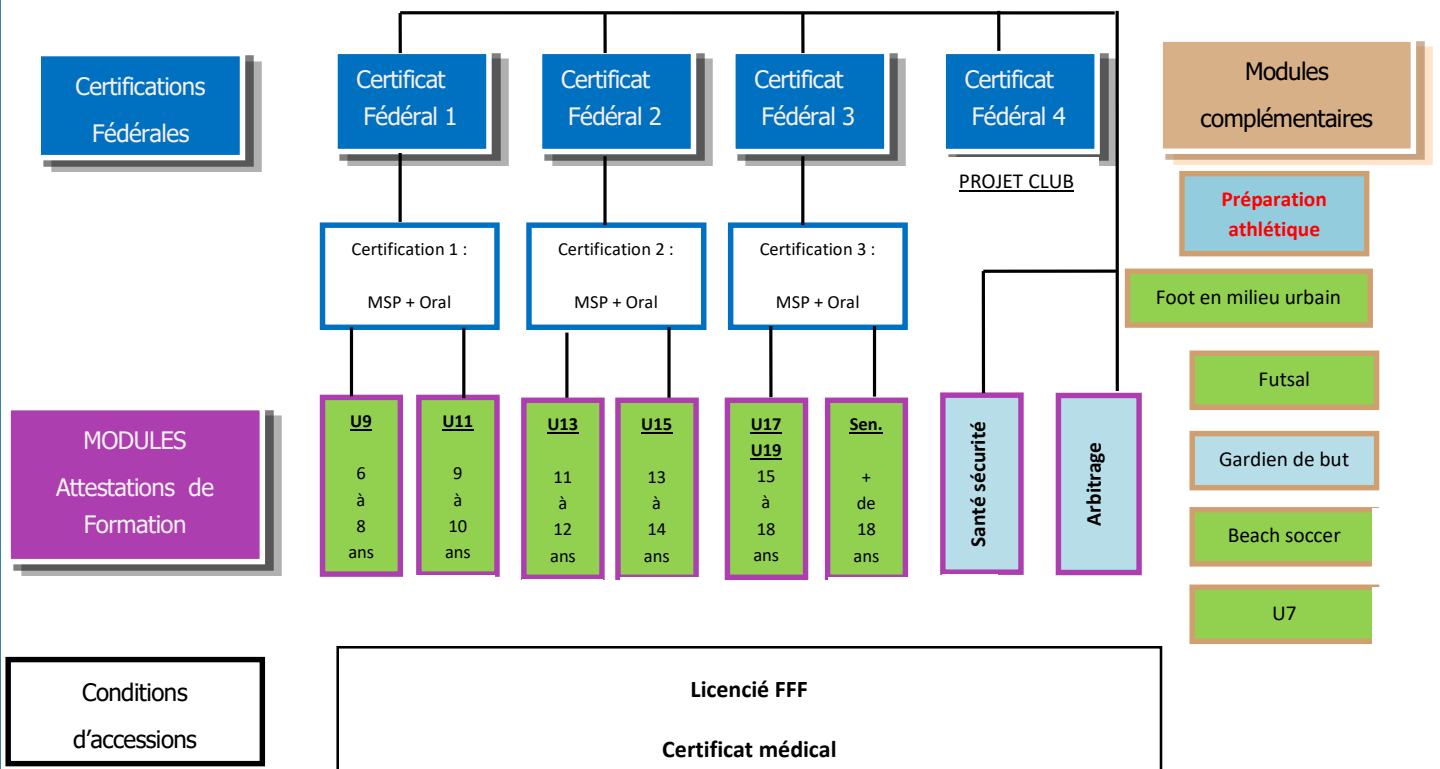 Certifications
Fédérales
Certificat
Fédéral 1
Certificat
Fédéral 2
Certificat
Fédéral 3
Certificat
Fédéral 4
PROJET CLUB
Modules
complémentaires
Préparation
athlétique
Foot en milieu urbain
Futsal
Gardien de but
Beach soccer
U7
Certification 1 :
MSP + Oral
Certification 2 :
MSP + Oral
Certification 3 :
MSP + Oral
MODULES
Attestations de
Formation
U9
6
à
8
ans
U11
9
à
10
ans
U13
11
à
12
ans
U15
13
à
14
ans
U17
U19
15
à
18
ans
Sen.
+
de
18
ans
Santé sécurité
Arbitrage
Conditions
d'accessions
Licencié FFF
Certificat médical